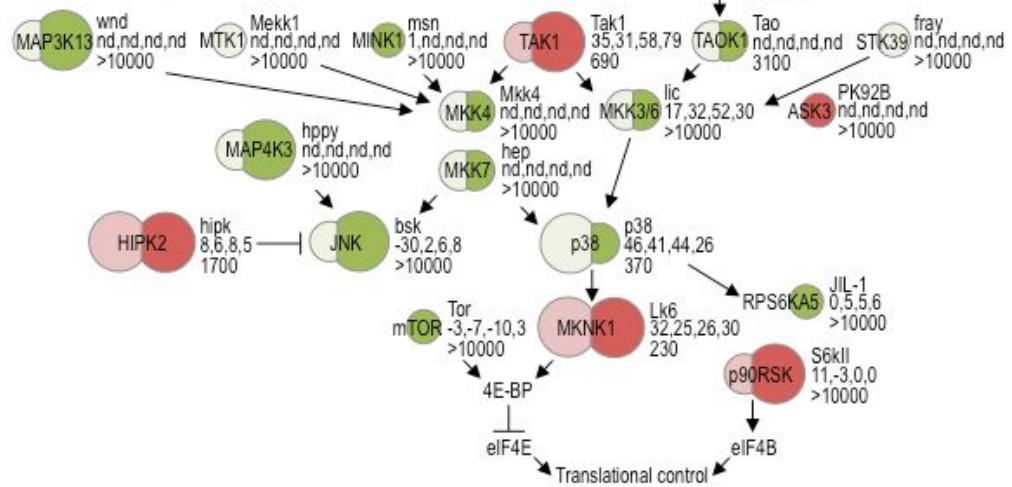 MAP3K13
wnd
nd,nd,nd,nd
>10000
MTK1
Mekk1
nd,nd,nd,nd
>10000
MINK1
msn
1,nd,nd,nd
>10000
TAK1
Tak1
35,31,58,79
690
TAOK1
Tao
nd,nd,nd,nd
3100
STK39
fray
nd,nd,nd,nd
>10000
MKK4
Mkk4
nd,nd,nd,nd
>10000
MKK3/6
lic
17,32,52,30
>10000
ASK3
PK92B
nd,nd,nd,nd
>10000
MAP4K3
hppy
nd,nd,nd,nd
>10000
MKK7
hep
nd,nd,nd,nd
>10000
HIPK2
hipk
8,6,8,5
1700
JNK
bsk
-30,2,6,8
>10000
p38
p38
46,41,44,26
370
RPS6KA5
JIL-1
0,5,5,6
>10000
mTOR
Tor
-3,-7,-10,3
>10000
MKNK1
Lk6
32,25,26,30
230
p90RSK
S6kII
11,-3,0,0
>10000
4E-BP
eIF4E
eIF4B
Translational control